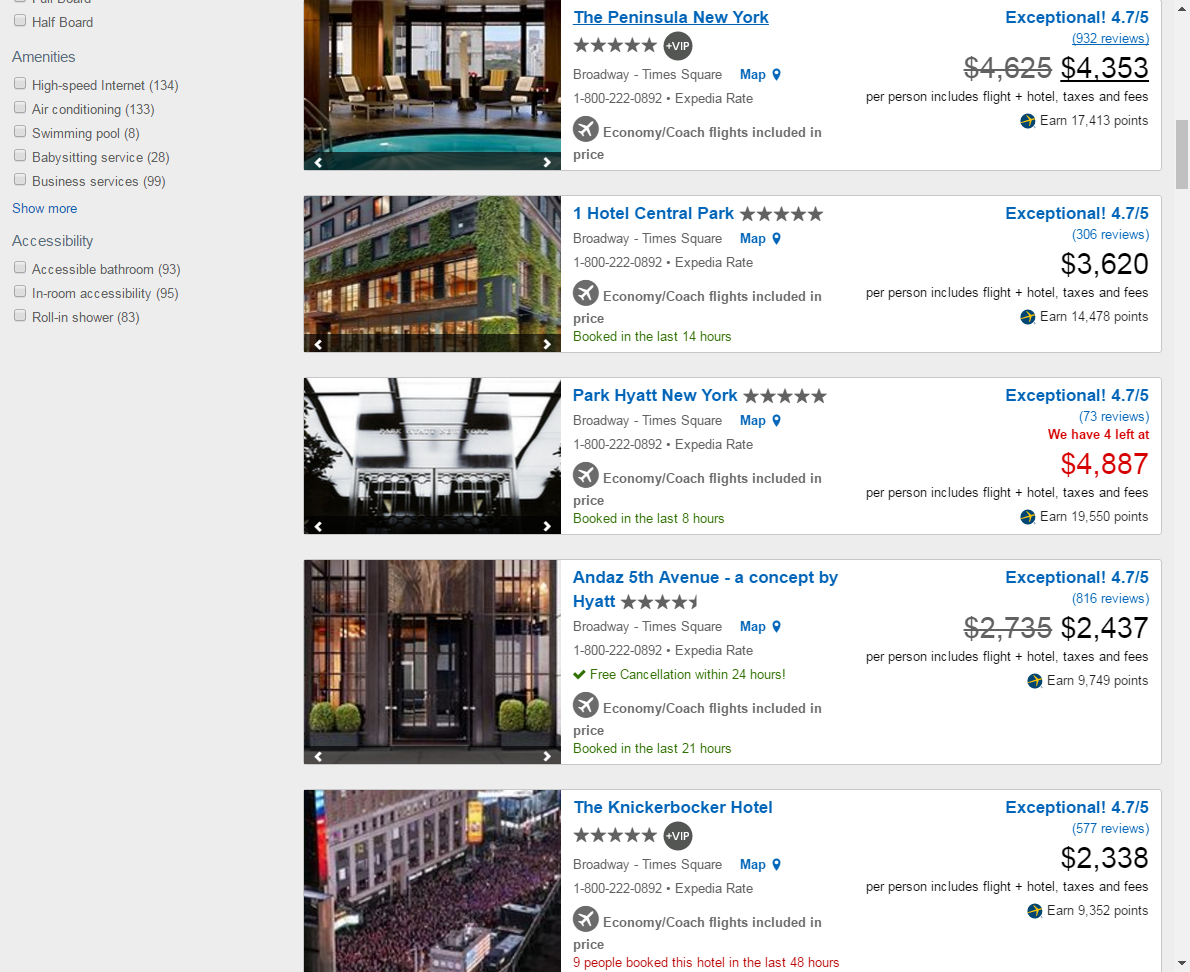 Full Board
Half Board
Amenities
High-speed Internet (134)
Air conditioning (133)
Swimming pool (8)
Babysitting service (28)
Business services (99)
Show more
Accessibility
Accessible bathroom (93)
In-room accessibility (95)
Roll-in shower (83)
The Peninsula New York
+VIP
Broadway - Times Square Map
1-800-222-0892 • Expedia Rate
Economy/Coach flights included in
price
Exceptional! 4.7/5
(932 reviews)
$4,625 $4,353
per person includes flight + hotel, taxes and fees
Earn 17,413 points
1 Hotel Central Park
Broadway - Times Square Map
1-800-222-0892 • Expedia Rate
Economy/Coach flights included in
price
Booked in the last 14 hours
Exceptional! 4.7/5
(306 reviews)
$3,620
per person includes flight + hotel, taxes and fees
Earn 14,478 points
PARK HYATT NEW YORK
Park Hyatt New York
Broadway - Times Square Map
1-800-222-0892 • Expedia Rate
Economy/Coach flights included in
price
Booked in the last 8 hours
Exceptional! 4.7/5
(73 reviews)
We have 4 left at
$4,887
per person includes flight + hotel, taxes and fees
Earn 19,550 points
Andaz 5th Avenue - a concept by
Hyatt
Broadway - Times Square Map
1-800-222-0892 • Expedia Rate
Free Cancellation within 24 hours!
Economy/Coach flights included in
price
Booked in the last 21 hours
Exceptional! 4.7/5
(816 reviews)
$2,735 $2,437
per person includes flight + hotel, taxes and fees
Earn 9,749 points
The Knickerbocker Hotel
+VIP
Broadway - Times Square Map
1-800-222-0892 • Expedia Rate
Economy/Coach flights included in
price
9 people booked this hotel in the last 48 hours
Exceptional! 4.7/5
(577 reviews)
$2,338
per person includes flight + hotel, taxes and fees
Earn 9,352 points